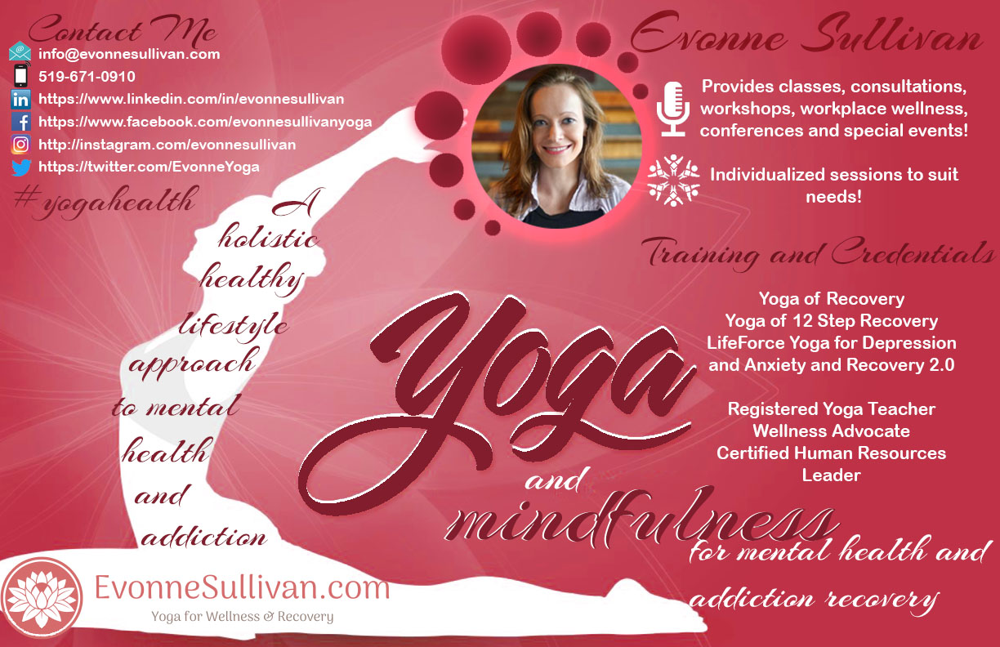 Contact Me
info@evonnesullivan.com
519-671-0910
https://www.linkedin.com/in/evonnesullivan
https://www.facebook.com/evonnesullivanyoga
http://instagram.com/evonnesullivan
https://twitter.com/EvonneYoga
#yogahealth
A
holistic
healthy
lifestyle
approach
to mental
health
and
addiction
EvonneSullivan.com
Yoga for Wellness & Recovery
Yoga
and
mindfulness
for mental health and
addiction recovery
Evonne Sullivan
Provides classes, consultations,
workshops, workplace wellness,
conferences and special events!
Individualized sessions to suit
needs!
Training and Credentials
Yoga of Recovery
Yoga of 12 Step Recovery
LifeForce Yoga for Depression
and Anxiety and Recovery 2.0
Registered Yoga Teacher
Wellness Advocate
Certified Human Resources
Leader